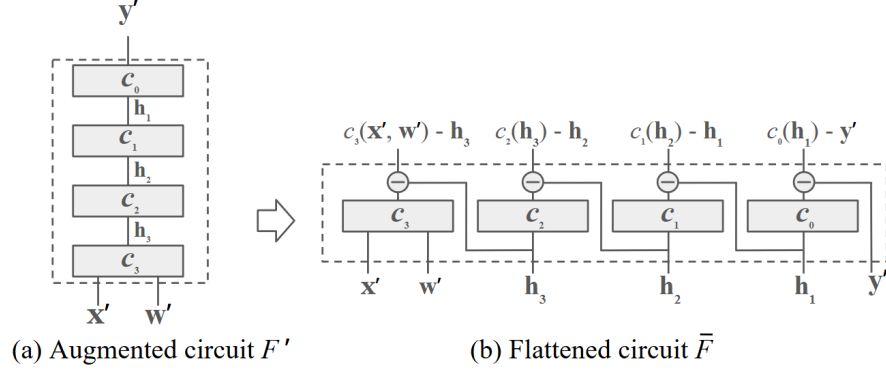 y′
c₀
h₁
c₁
h₂
c₂
h₃
c₃
x′ w′
(a) Augmented circuit F′
c₃(x′, w′) - h₃ c₂(h₃) - h₂ c₁(h₂) - h₁ c₀(h₁) - y′
− − − −
c₃ c₂ c₁ c₀
x′ w′ h₃ h₂ h₁ y′
(b) Flattened circuit F̄